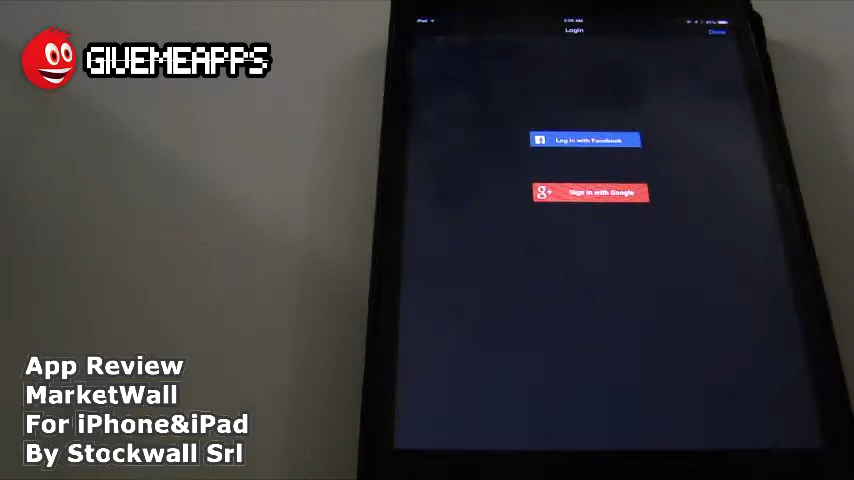 GIVEMEAPPS
iPad
Login
Done
Log in with Facebook
g+ Sign in with Google
App Review
MarketWall
For iPhone&iPad
By Stockwall Srl